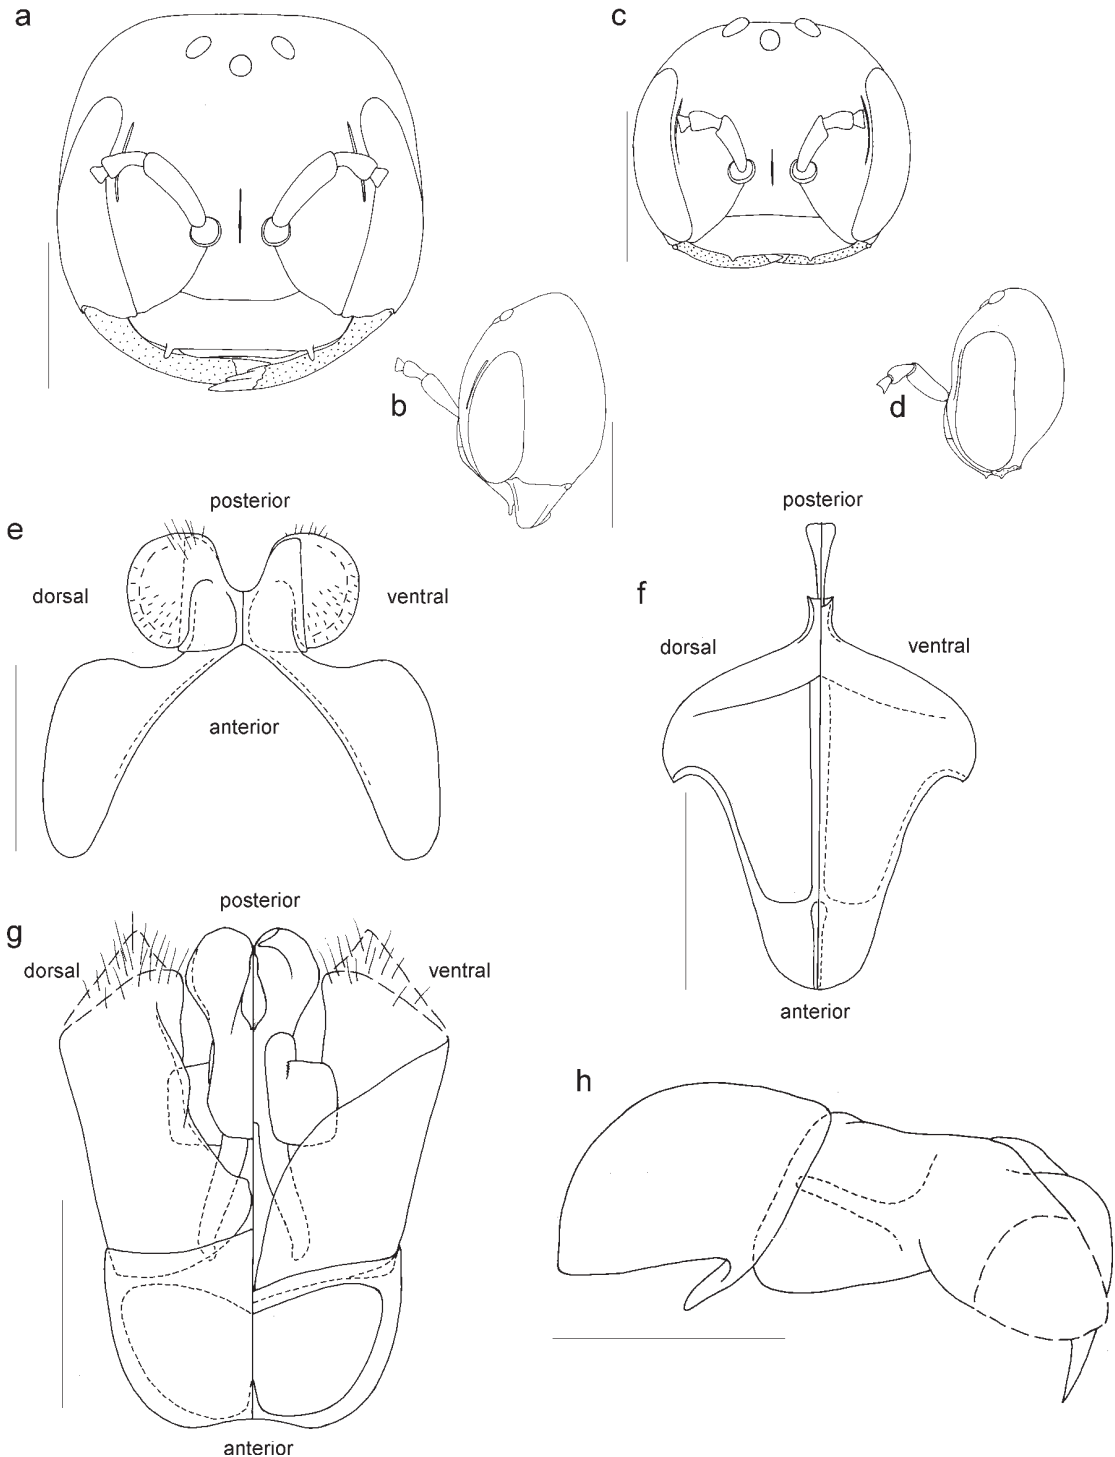 a
c
b
d
posterior
e
dorsal
ventral
anterior
posterior
f
dorsal
ventral
anterior
posterior
g
dorsal
ventral
anterior
h